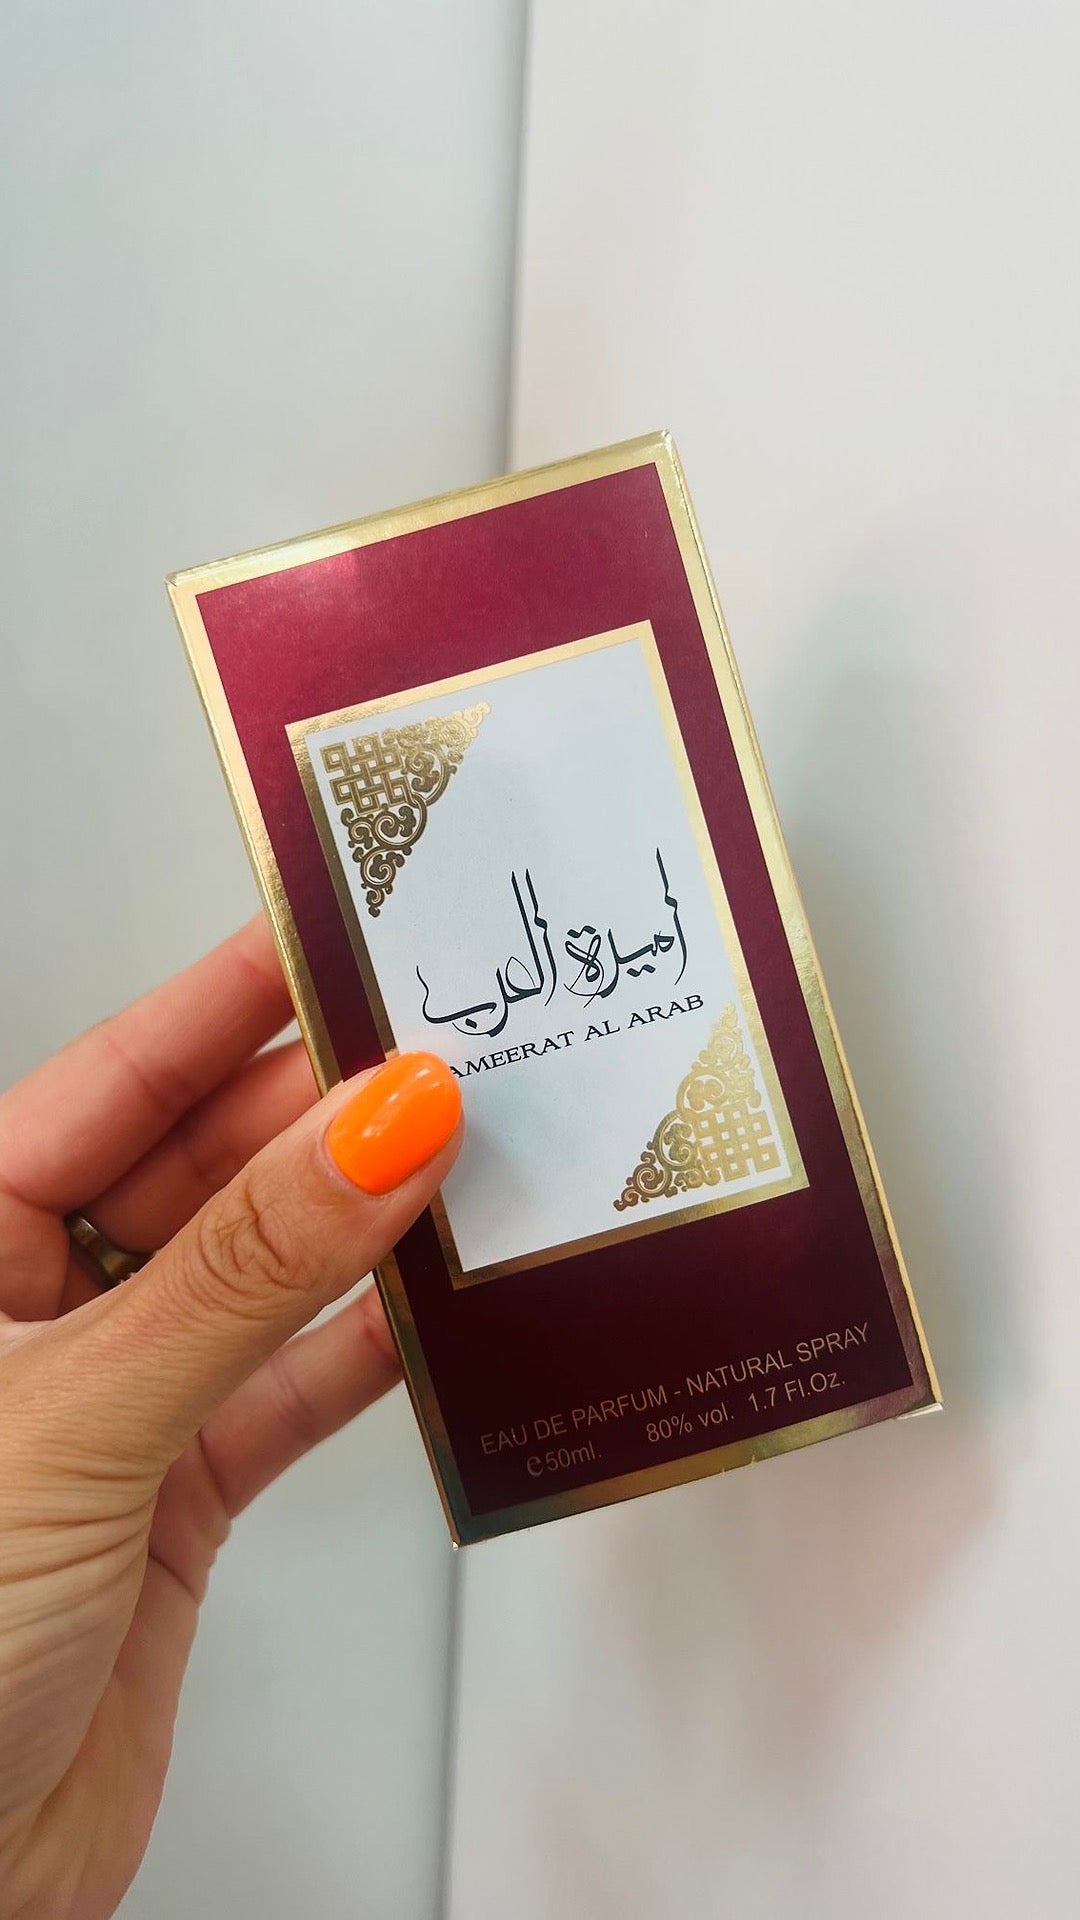 اميرة العرب
AMEERAT AL ARAB
EAU DE PARFUM - NATURAL SPRAY
℮50ml. 80% vol. 1.7 Fl.Oz.